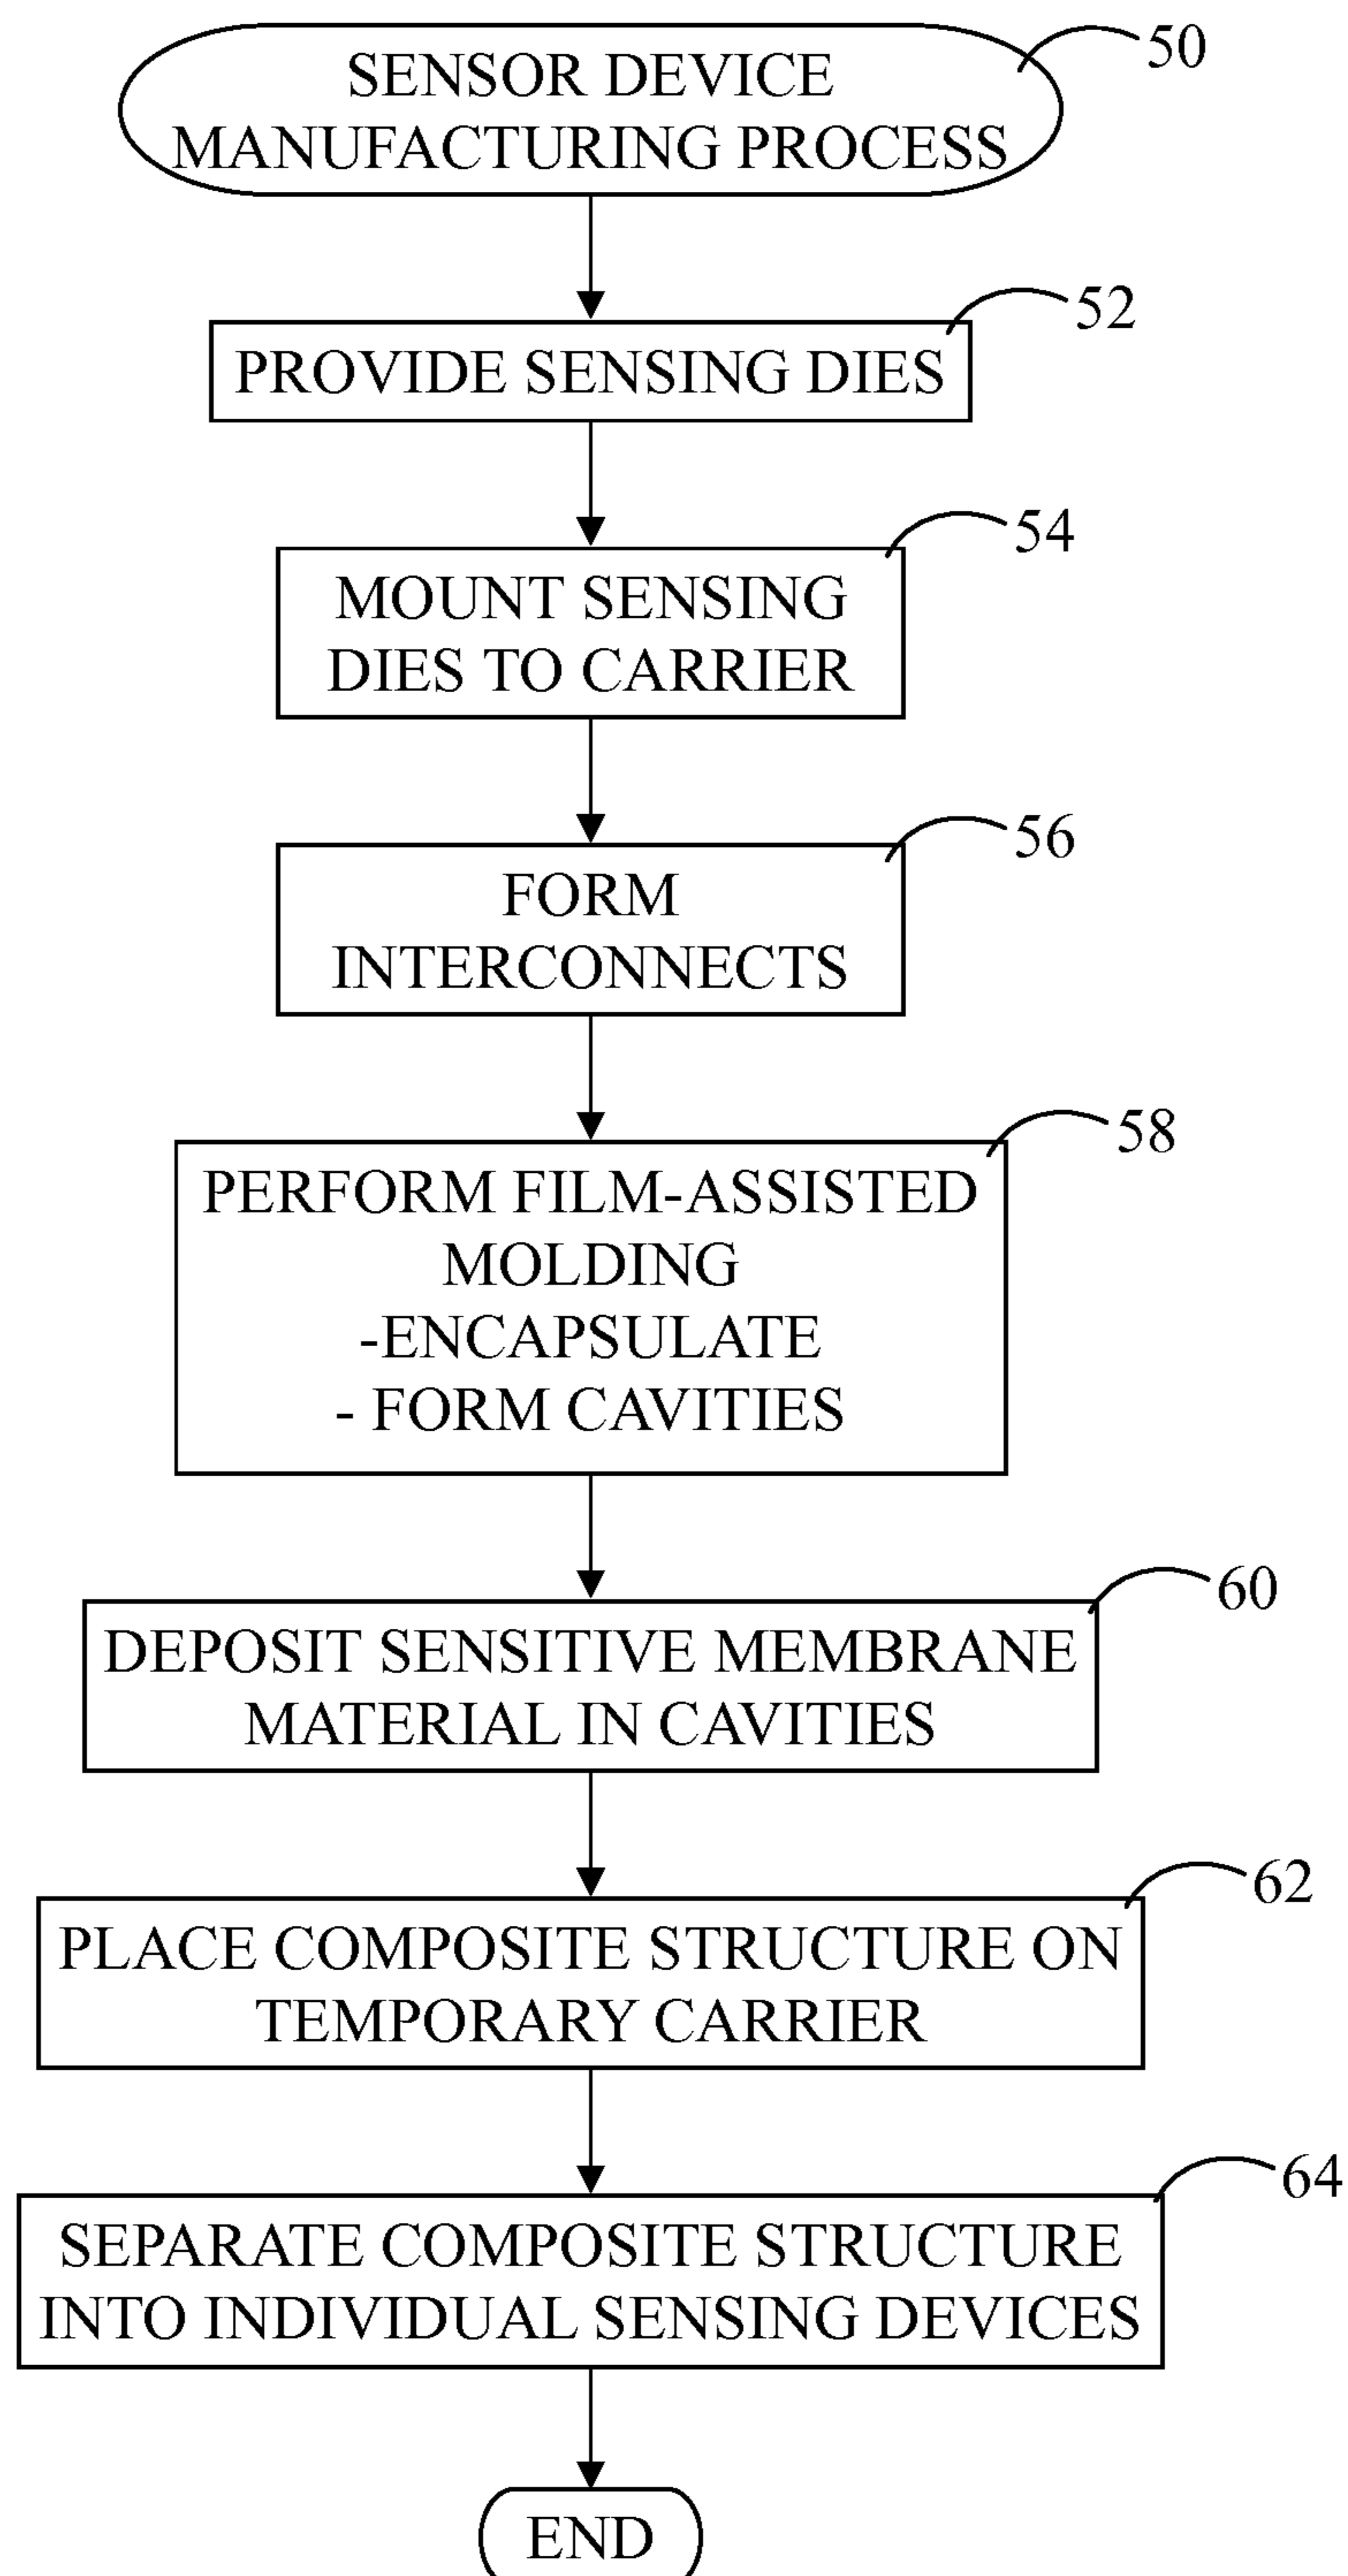 SENSOR DEVICE
MANUFACTURING PROCESS
50
PROVIDE SENSING DIES
52
MOUNT SENSING
DIES TO CARRIER
54
FORM
INTERCONNECTS
56
PERFORM FILM-ASSISTED
MOLDING
-ENCAPSULATE
- FORM CAVITIES
58
DEPOSIT SENSITIVE MEMBRANE
MATERIAL IN CAVITIES
60
PLACE COMPOSITE STRUCTURE ON
TEMPORARY CARRIER
62
SEPARATE COMPOSITE STRUCTURE
INTO INDIVIDUAL SENSING DEVICES
64
END